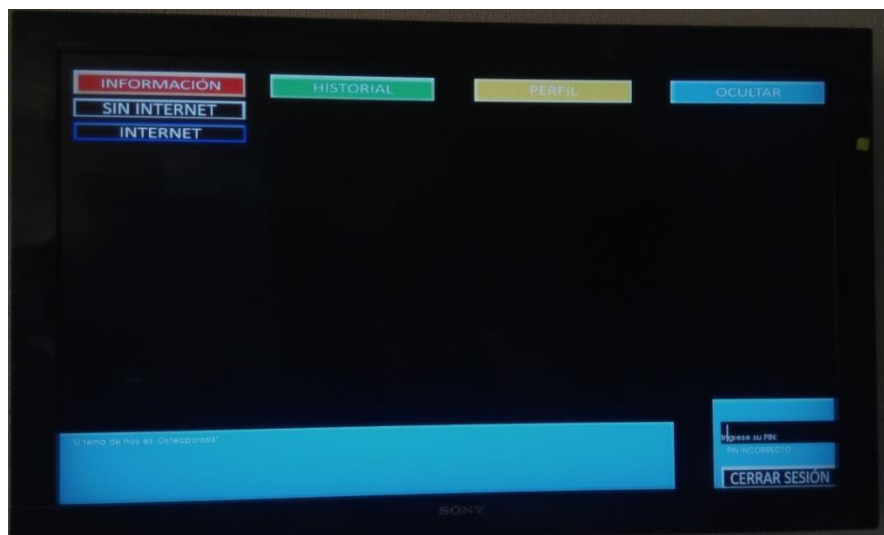 INFORMACIÓN
HISTORIAL
PERFIL
OCULTAR
SIN INTERNET
INTERNET
"El tema de hoy es: Osteoporosis"
Ingrese su PIN:
PIN INCORRECTO
CERRAR SESIÓN
SONY